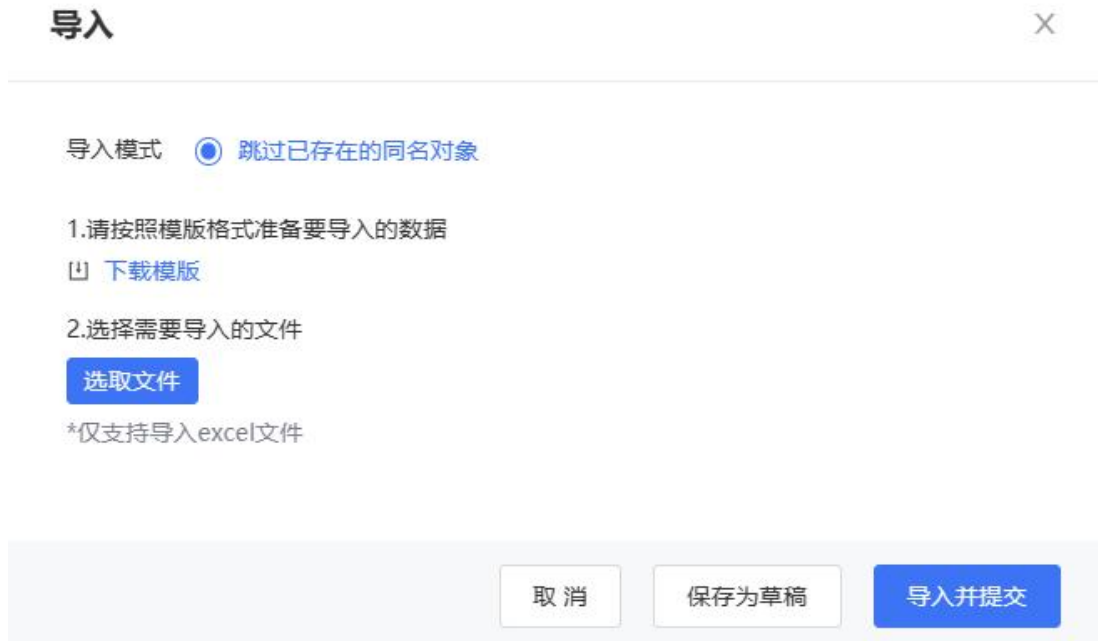 导入
导入模式 跳过已存在的同名对象
1.请按照模版格式准备要导入的数据
下载模版
2.选择需要导入的文件
选取文件
*仅支持导入excel文件
取消 保存为草稿 导入并提交